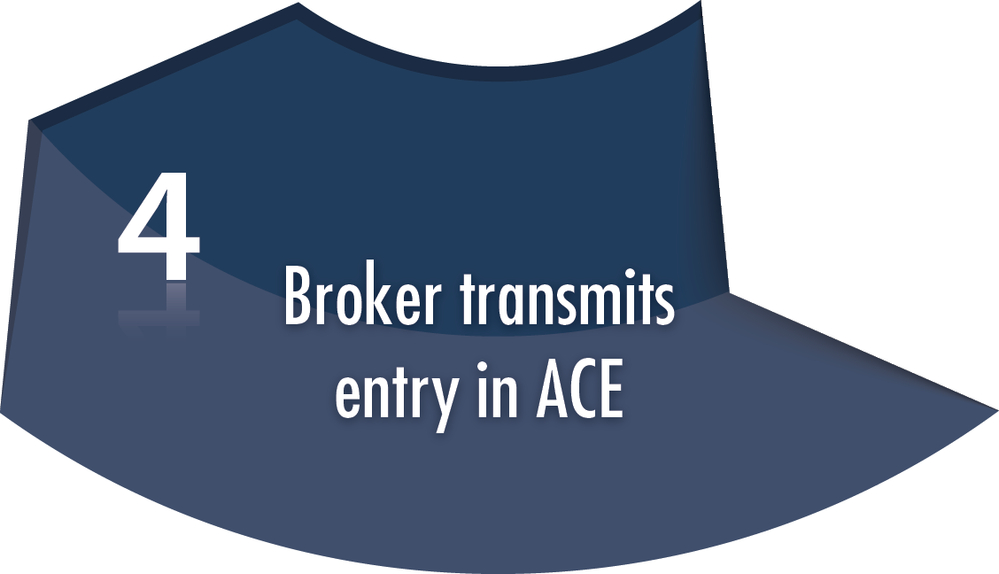 4
Broker transmits
entry in ACE